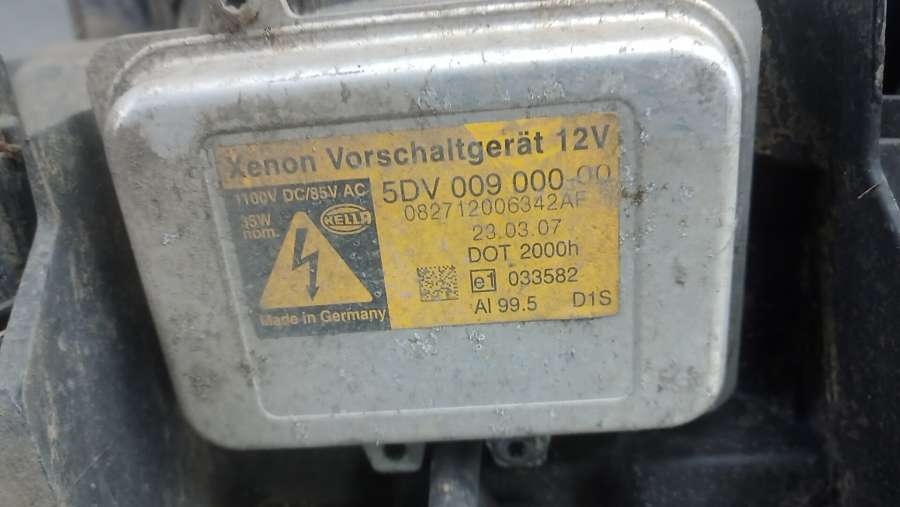 Xenon Vorschaltgerät 12V
1100V DC/85V AC
5DV 009 000-00
HELLA
082712006342AF
35W
nom.
23.03.07
DOT 2000h
e1 033582
Made in Germany
Al 99.5 D1S